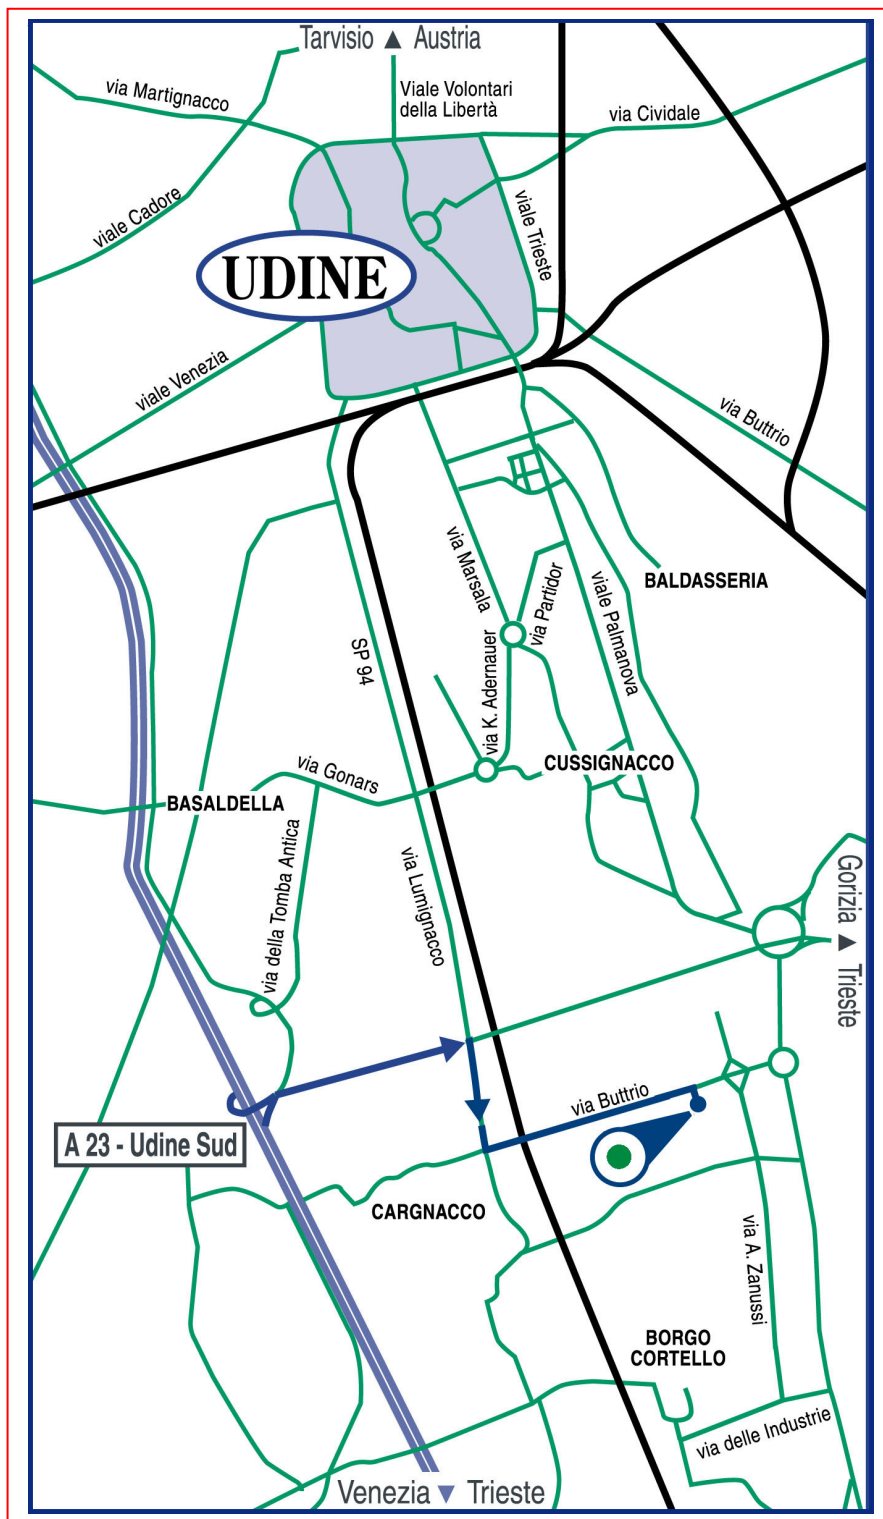 Tarvisio ▲ Austria
via Martignacco
Viale Volontari
della Libertà
via Cividale
viale Cadore
viale Trieste
UDINE
viale Venezia
via Buttrio
via Marsala
via Partidor
BALDASSERIA
viale Palmanova
SP 94
via K. Adernauer
CUSSIGNACCO
via Gonars
BASALDELLA
via della Tomba Antica
via Lumignacco
Gorizia ▲ Trieste
via Buttrio
A 23 - Udine Sud
CARGNACCO
via A. Zanussi
BORGO
CORTELLO
via delle Industrie
Venezia ▼ Trieste